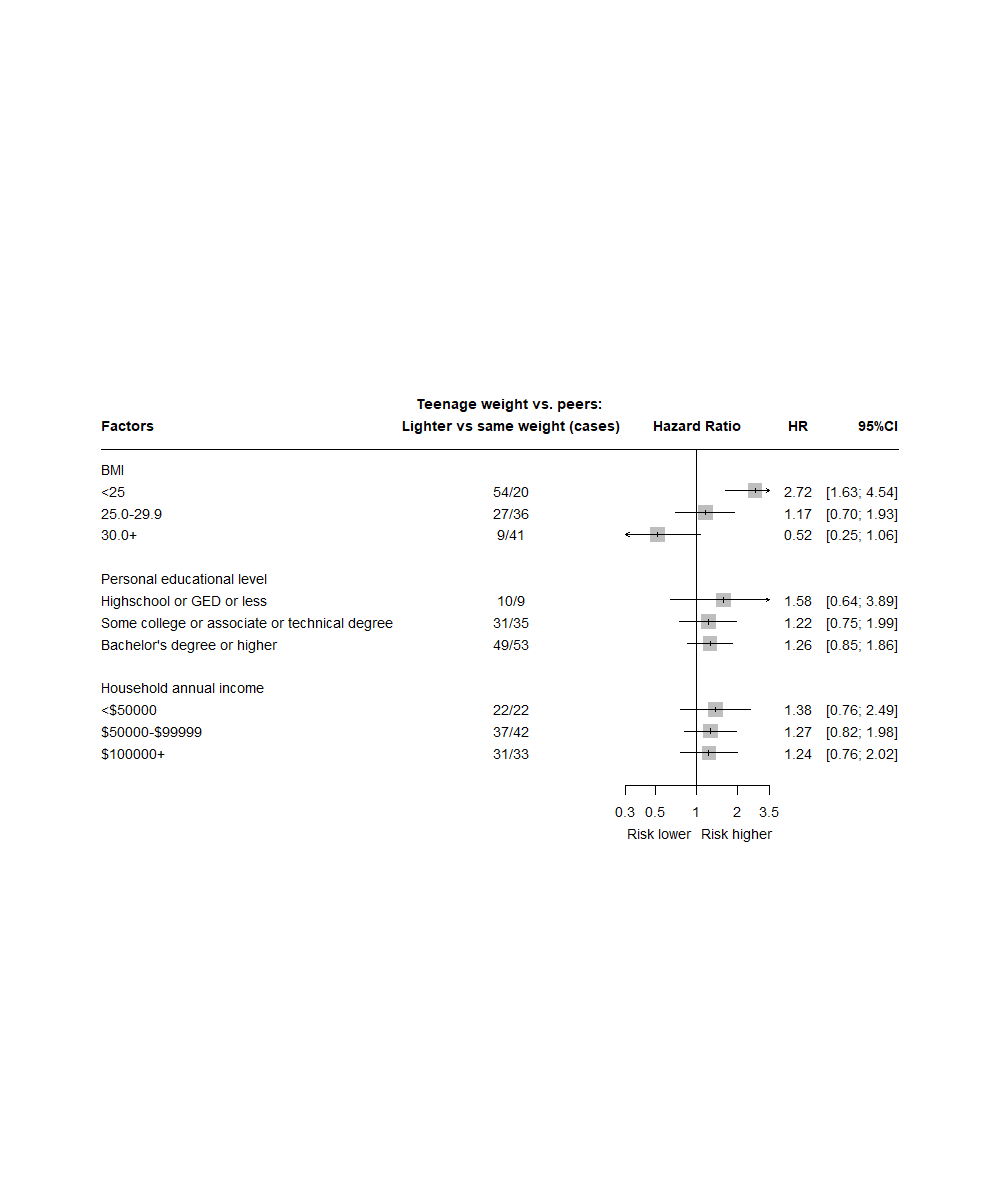 Teenage weight vs. peers:
Factors Lighter vs same weight (cases) Hazard Ratio HR 95%CI
BMI
<25 54/20 2.72 [1.63; 4.54]
25.0-29.9 27/36 1.17 [0.70; 1.93]
30.0+ 9/41 0.52 [0.25; 1.06]
Personal educational level
Highschool or GED or less 10/9 1.58 [0.64; 3.89]
Some college or associate or technical degree 31/35 1.22 [0.75; 1.99]
Bachelor's degree or higher 49/53 1.26 [0.85; 1.86]
Household annual income
<$50000 22/22 1.38 [0.76; 2.49]
$50000-$99999 37/42 1.27 [0.82; 1.98]
$100000+ 31/33 1.24 [0.76; 2.02]
0.3 0.5 1 2 3.5
Risk lower Risk higher